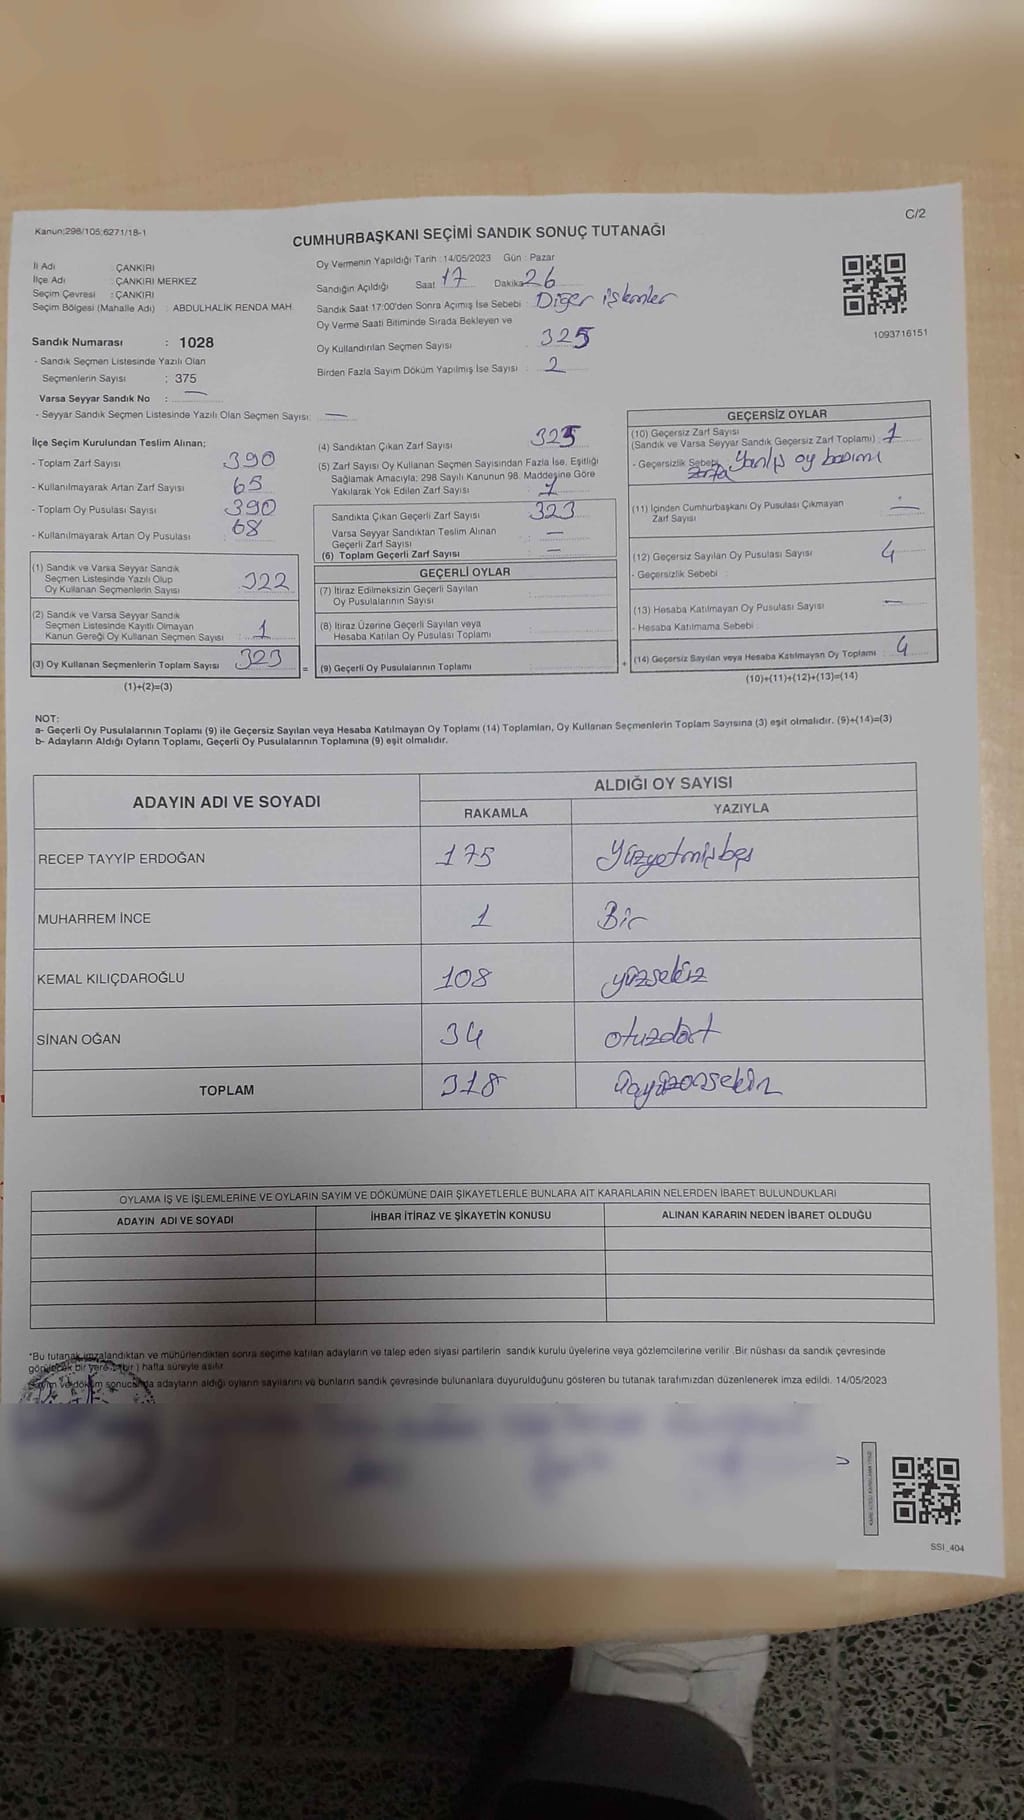 C/2
Kanun:298/105;6271/18-1
CUMHURBAŞKANI SEÇİMİ SANDIK SONUÇ TUTANAĞI
İl Adı : ÇANKIRI
İlçe Adı : ÇANKIRI MERKEZ
Seçim Çevresi : ÇANKIRI
Seçim Bölgesi (Mahalle Adı) : ABDULHALİK RENDA MAH.
Oy Vermenin Yapıldığı Tarih : 14/05/2023 Gün : Pazar
Sandığın Açıldığı Saat 17 Dakika 26
Sandık Saat 17:00'den Sonra Açımış İse Sebebi : Diğer işlemler
Oy Verme Saati Bitiminde Sırada Bekleyen ve
Oy Kullandırılan Seçmen Sayısı 325
Birden Fazla Sayım Döküm Yapılmış İse Sayısı : 2
1093716151
Sandık Numarası : 1028
- Sandık Seçmen Listesinde Yazılı Olan
Seçmenlerin Sayısı : 375
Varsa Seyyar Sandık No : —
- Seyyar Sandık Seçmen Listesinde Yazılı Olan Seçmen Sayısı: —
İlçe Seçim Kurulundan Teslim Alınan;
- Toplam Zarf Sayısı 390
- Kullanılmayarak Artan Zarf Sayısı 65
- Toplam Oy Pusulası Sayısı 390
- Kullanılmayarak Artan Oy Pusulası 68
(1) Sandık ve Varsa Seyyar Sandık
Seçmen Listesinde Yazılı Olup
Oy Kullanan Seçmenlerin Sayısı 322
(2) Sandık ve Varsa Seyyar Sandık
Seçmen Listesinde Kayıtlı Olmayan
Kanun Gereği Oy Kullanan Seçmen Sayısı : 1
(3) Oy Kullanan Seçmenlerin Toplam Sayısı 323
(1)+(2)=(3)
(4) Sandıktan Çıkan Zarf Sayısı 325
(5) Zarf Sayısı Oy Kullanan Seçmen Sayısından Fazla İse, Eşitliği
Sağlamak Amacıyla; 298 Sayılı Kanunun 98. Maddesine Göre
Yakılarak Yok Edilen Zarf Sayısı : 1
Sandıkta Çıkan Geçerli Zarf Sayısı : 323
Varsa Seyyar Sandıktan Teslim Alınan
Geçerli Zarf Sayısı : —
(6) Toplam Geçerli Zarf Sayısı : —
GEÇERLİ OYLAR
(7) İtiraz Edilmeksizin Geçerli Sayılan
Oy Pusulalarının Sayısı :
(8) İtiraz Üzerine Geçerli Sayılan veya
Hesaba Katılan Oy Pusulası Toplamı :
= (9) Geçerli Oy Pusulalarının Toplamı :
GEÇERSİZ OYLAR
(10) Geçersiz Zarf Sayısı
(Sandık ve Varsa Seyyar Sandık Geçersiz Zarf Toplamı) : 1
- Geçersizlik Sebebi : Yanlış oy basımı
(11) İçinden Cumhurbaşkanı Oy Pusulası Çıkmayan
Zarf Sayısı : —
(12) Geçersiz Sayılan Oy Pusulası Sayısı : 4
- Geçersizlik Sebebi :
(13) Hesaba Katılmayan Oy Pusulası Sayısı : —
- Hesaba Katılmama Sebebi :
+ (14) Geçersiz Sayılan veya Hesaba Katılmayan Oy Toplamı : 4
(10)+(11)+(12)+(13)=(14)
NOT:
a- Geçerli Oy Pusulalarının Toplamı (9) ile Geçersiz Sayılan veya Hesaba Katılmayan Oy Toplamı (14) Toplamları, Oy Kullanan Seçmenlerin Toplam Sayısına (3) eşit olmalıdır. (9)+(14)=(3)
b- Adayların Aldığı Oyların Toplamı, Geçerli Oy Pusulalarının Toplamına (9) eşit olmalıdır.
ADAYIN ADI VE SOYADI ALDIĞI OY SAYISI
RAKAMLA YAZIYLA
RECEP TAYYİP ERDOĞAN 175 Yüzyetmişbeş
MUHARREM İNCE 1 Bir
KEMAL KILIÇDAROĞLU 108 yüzsekiz
SİNAN OĞAN 34 otuzdört
TOPLAM 318 üçyüzonsekiz
OYLAMA İŞ VE İŞLEMLERİNE VE OYLARIN SAYIM VE DÖKÜMÜNE DAİR ŞİKAYETLERLE BUNLARA AİT KARARLARIN NELERDEN İBARET BULUNDUKLARI
ADAYIN ADI VE SOYADI İHBAR İTİRAZ VE ŞİKAYETİN KONUSU ALINAN KARARIN NEDEN İBARET OLDUĞU
*Bu tutanak imzalandıktan ve mühürlendikten sonra seçime katılan adayların ve talep eden siyasi partilerin sandık kurulu üyelerine veya gözlemcilerine verilir. Bir nüshası da sandık çevresinde
görülecek bir yere (bir) hafta süreyle asılır.
Sayım ve döküm sonucunda adayların aldığı oyların sayılarını ve bunların sandık çevresinde bulunanlara duyurulduğunu gösteren bu tutanak tarafımızdan düzenlenerek imza edildi. 14/05/2023
SSI_404